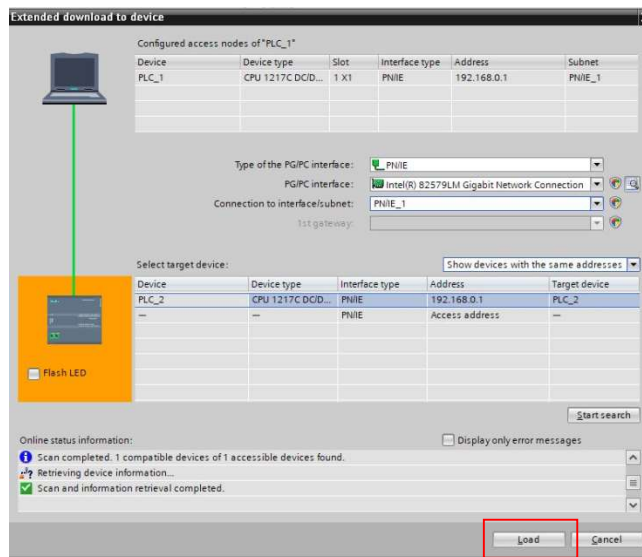 Extended download to device
Configured access nodes of "PLC_1"
Device Device type Slot Interface type Address Subnet
PLC_1 CPU 1217C DC/D... 1 X1 PN/IE 192.168.0.1 PN/IE_1
Type of the PG/PC interface: PN/IE
PG/PC interface: Intel(R) 82579LM Gigabit Network Connection
Connection to interface/subnet: PN/IE_1
1st gateway:
Select target device: Show devices with the same addresses
Device Device type Interface type Address Target device
PLC_2 CPU 1217C DC/D... PN/IE 192.168.0.1 PLC_2
— — PN/IE Access address —
Flash LED
Start search
Online status information: Display only error messages
Scan completed. 1 compatible devices of 1 accessible devices found.
Retrieving device information...
Scan and information retrieval completed.
Load Cancel